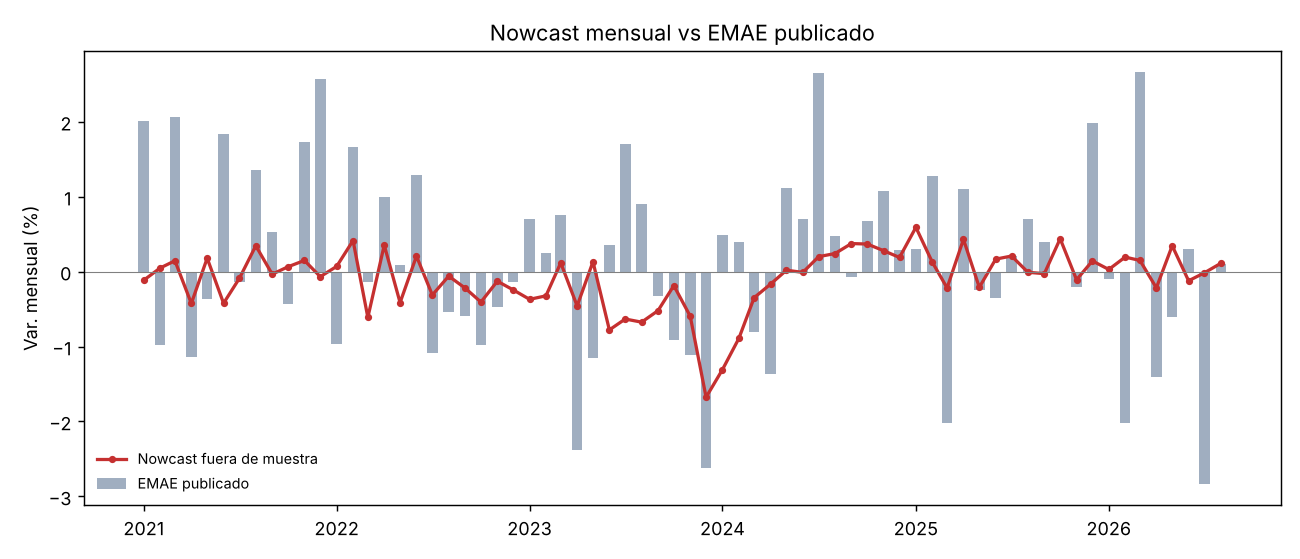 Nowcast mensual vs EMAE publicado
Var. mensual (%)
2
1
0
−1
−2
−3
Nowcast fuera de muestra
EMAE publicado
2021 2022 2023 2024 2025 2026